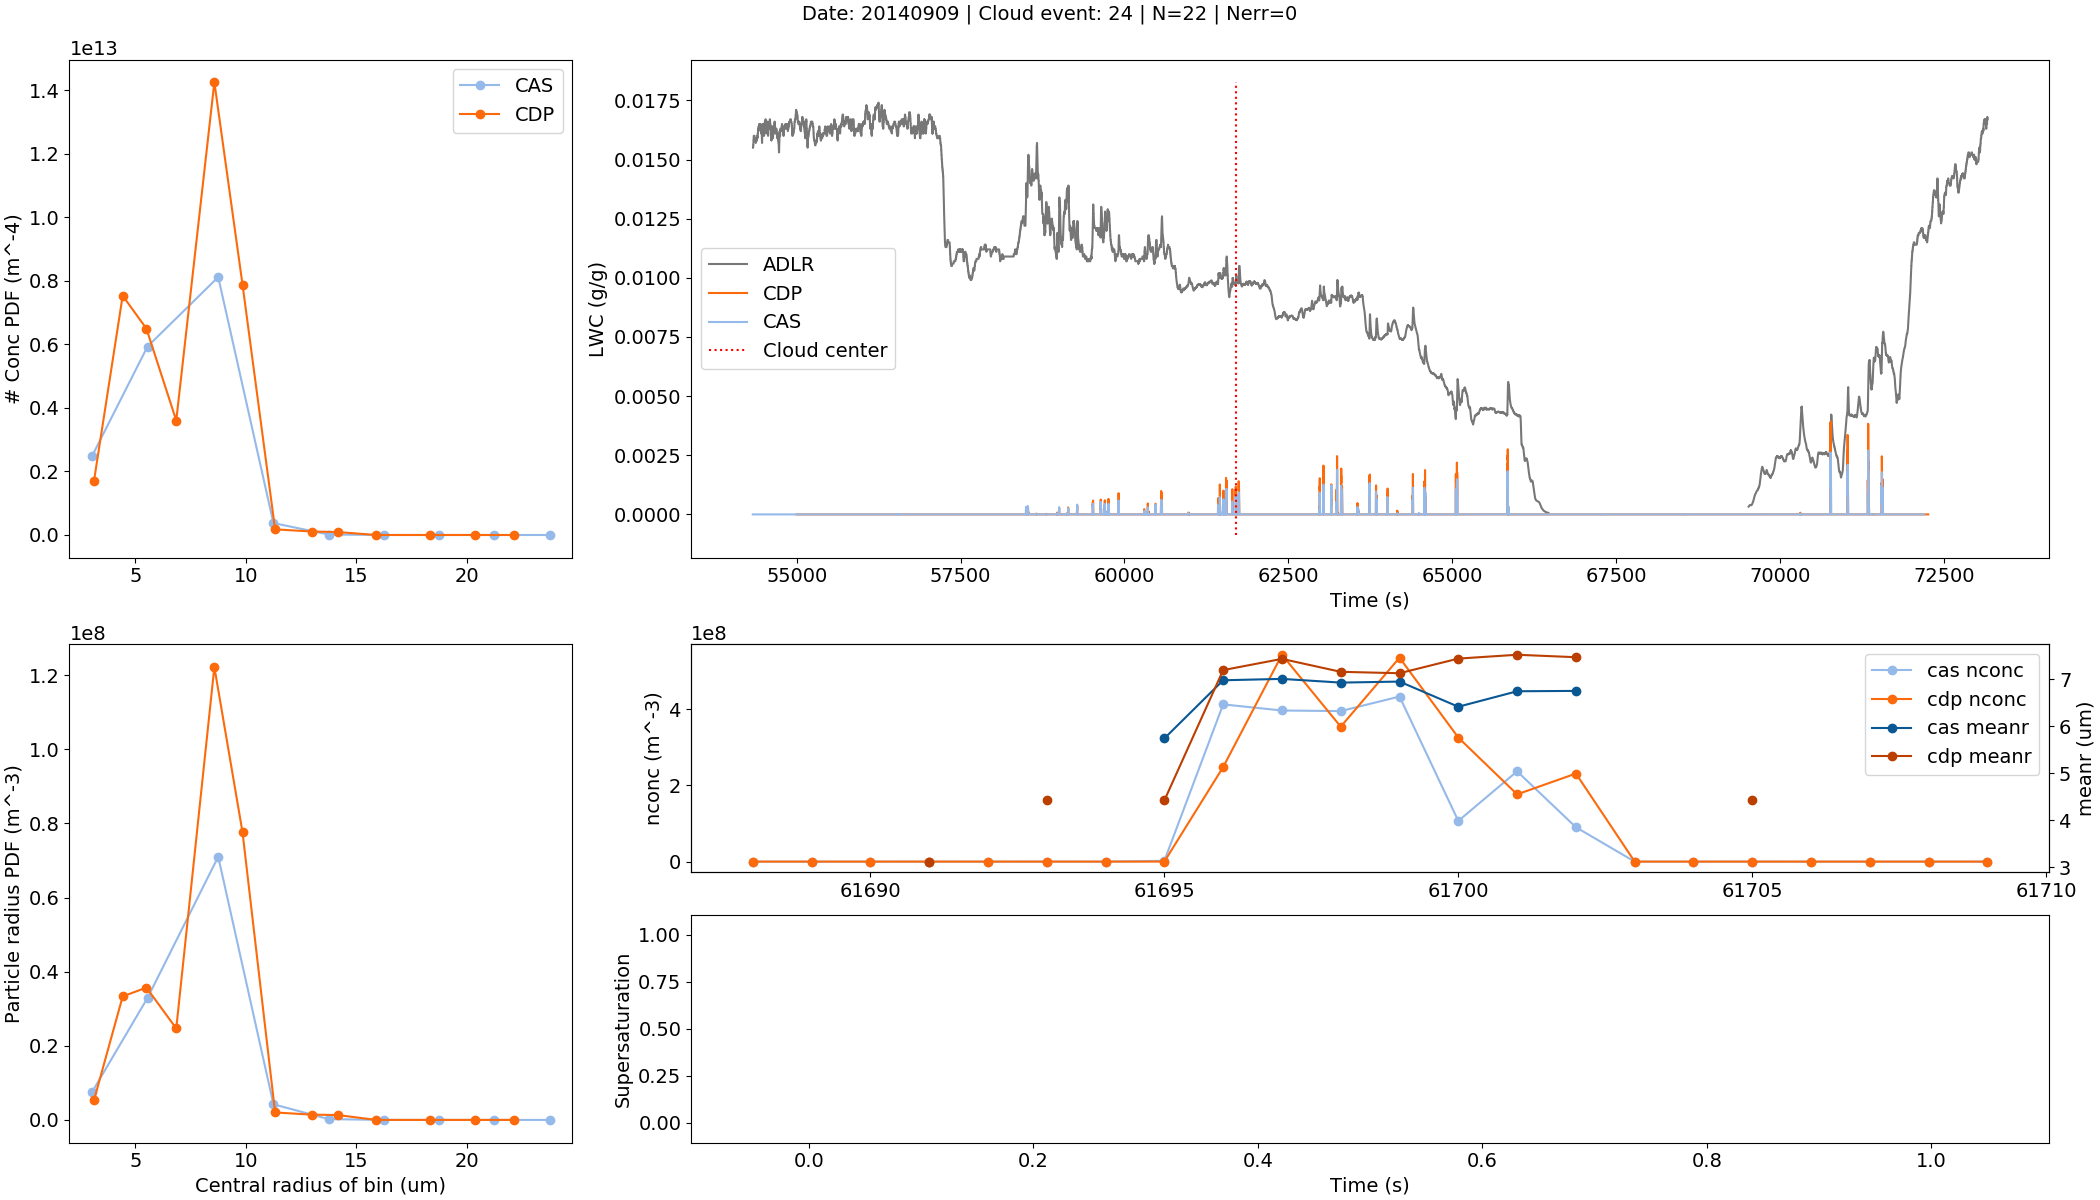 Date: 20140909 | Cloud event: 24 | N=22 | Nerr=0
1e13
# Conc PDF (m^-4)
1.4
1.2
1.0
0.8
0.6
0.4
0.2
0.0
5 10 15 20
CAS
CDP
LWC (g/g)
0.0175
0.0150
0.0125
0.0100
0.0075
0.0050
0.0025
0.0000
ADLR
CDP
CAS
Cloud center
55000 57500 60000 62500 65000 67500 70000 72500
Time (s)
1e8
Particle radius PDF (m^-3)
1.2
1.0
0.8
0.6
0.4
0.2
0.0
5 10 15 20
Central radius of bin (um)
1e8
nconc (m^-3)
4
2
0
cas nconc
cdp nconc
cas meanr
cdp meanr
7
6
5
4
3
meanr (um)
61690 61695 61700 61705 61710
Supersaturation
1.00
0.75
0.50
0.25
0.00
0.0 0.2 0.4 0.6 0.8 1.0
Time (s)